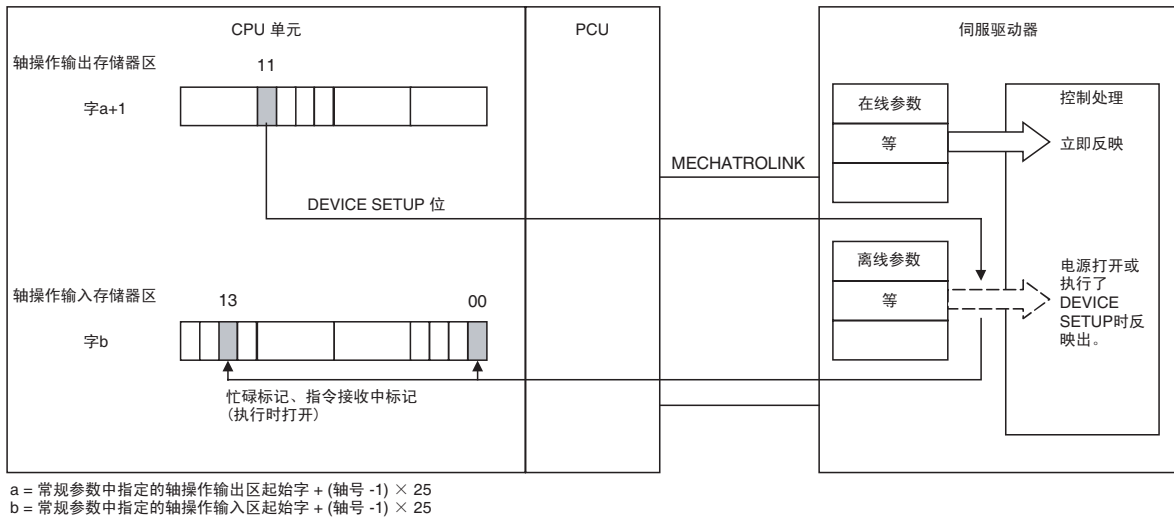 CPU 单元
PCU
伺服驱动器
轴操作输出存储器区
11
字a+1
在线参数
等
控制处理
立即反映
MECHATROLINK
DEVICE SETUP 位
离线参数
等
电源打开或
执行了
DEVICE
SETUP时反
映出。
轴操作输入存储器区
13
00
字b
忙碌标记、指令接收中标记
(执行时打开)
a = 常规参数中指定的轴操作输出区起始字 + (轴号 -1) × 25
b = 常规参数中指定的轴操作输入区起始字 + (轴号 -1) × 25